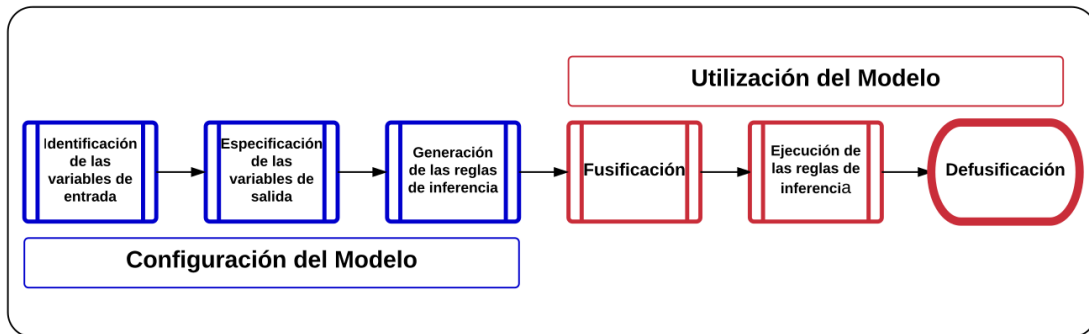 Utilización del Modelo
Identificación
de las
variables de
entrada
Especificación
de las
variables de
salida
Generación
de las reglas
de inferencia
Fusificación
Ejecución de
las reglas de
inferencia
Defusificación
Configuración del Modelo